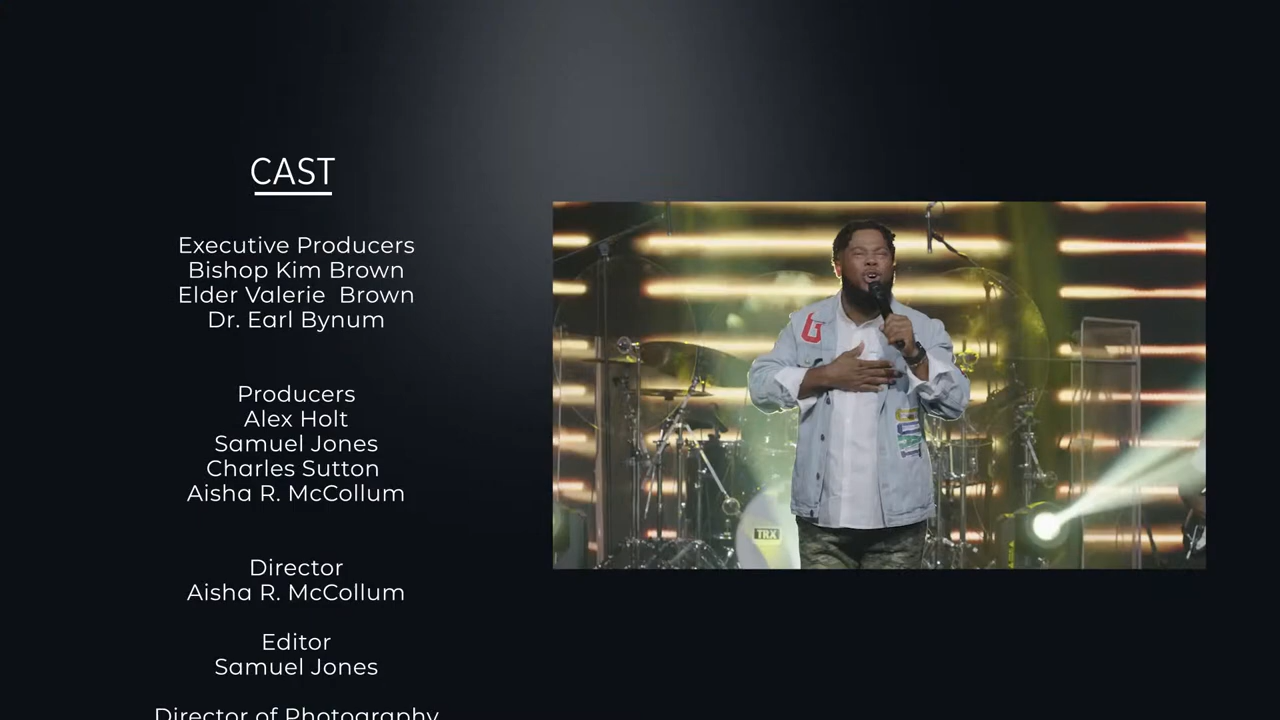 CAST
Executive Producers
Bishop Kim Brown
Elder Valerie Brown
Dr. Earl Bynum
Producers
Alex Holt
Samuel Jones
Charles Sutton
Aisha R. McCollum
Director
Aisha R. McCollum
Editor
Samuel Jones
Director of Photography
TRX